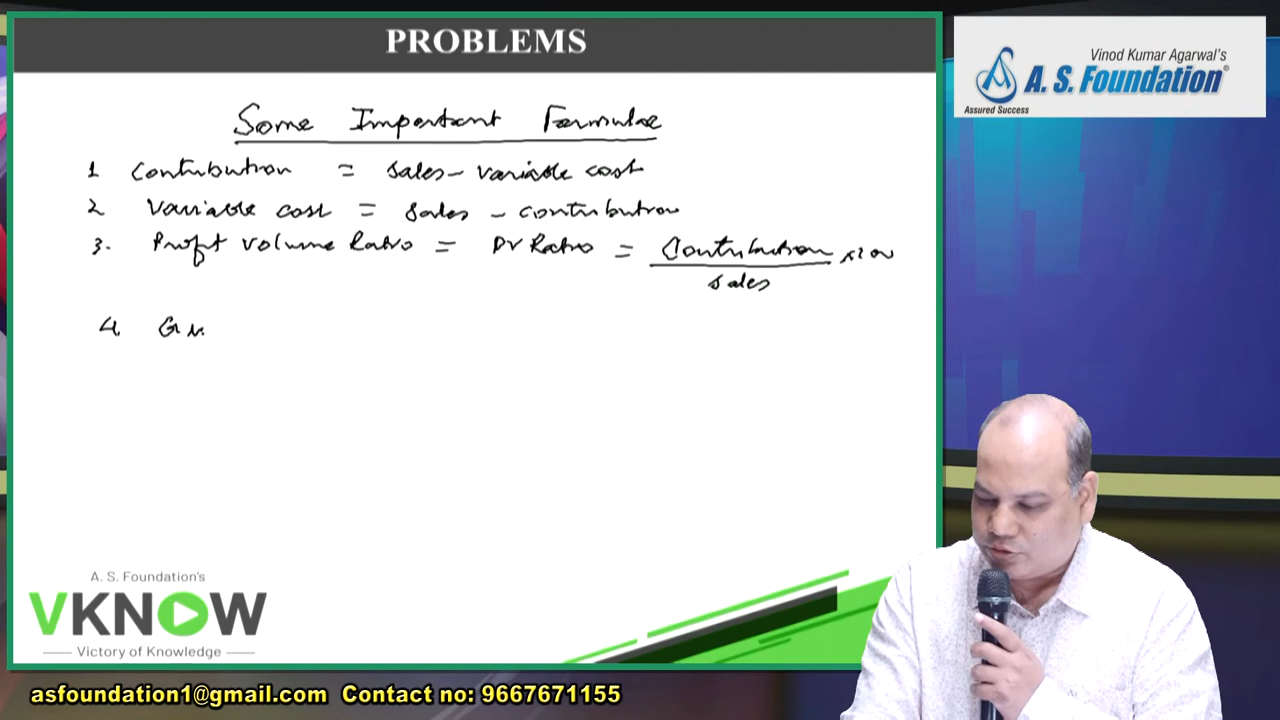 PROBLEMS
Vinod Kumar Agarwal's
A. S. Foundation®
Assured Success
Some Important Formulae
1 Contribution = Sales - variable cost
2 Variable cost = Sales - contribution
3. Profit volume Ratio = PV Ratio = Contribution x100
Sales
4
A. S. Foundation's
VKNOW
Victory of Knowledge
asfoundation1@gmail.com Contact no: 9667671155